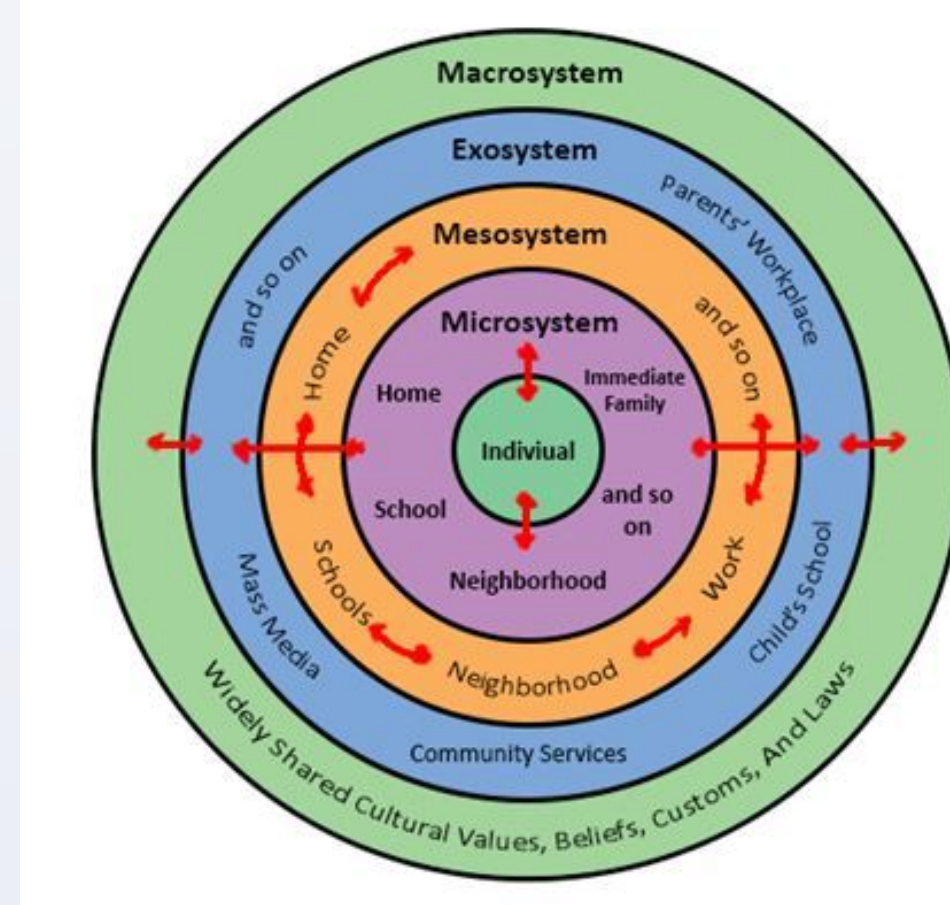 Macrosystem
Exosystem
Parents' Workplace
and so on
Mesosystem
and so on
Home
Microsystem
Home
Immediate
Family
Indiviual
School
and so
on
Neighborhood
Schools
Work
Neighborhood
Mass Media
Child's School
Community Services
Widely Shared Cultural Values, Beliefs, Customs, And Laws